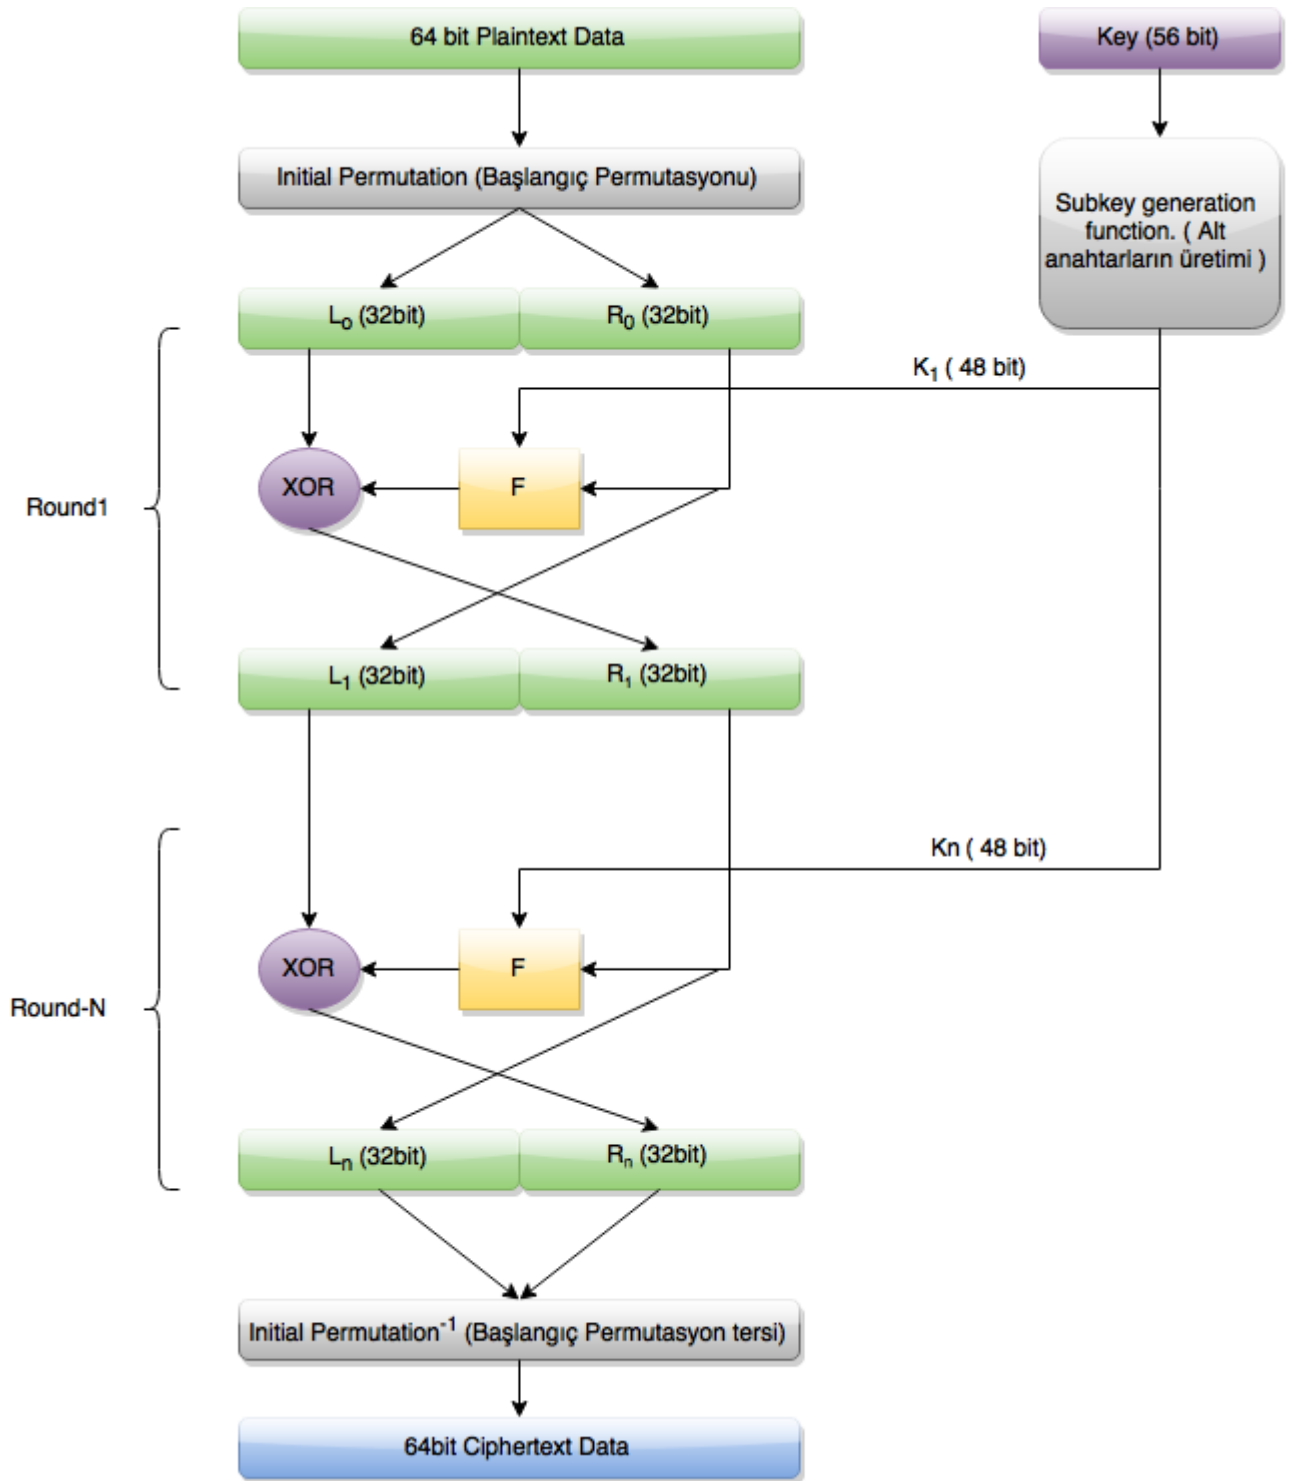 64 bit Plaintext Data
Key (56 bit)
Initial Permutation (Başlangıç Permutasyonu)
Subkey generation
function. ( Alt
anahtarların üretimi )
L₀ (32bit)
R₀ (32bit)
K₁ ( 48 bit)
XOR
F
Round1
L₁ (32bit)
R₁ (32bit)
Kn ( 48 bit)
XOR
F
Round-N
Lₙ (32bit)
Rₙ (32bit)
Initial Permutation⁻¹ (Başlangıç Permutasyon tersi)
64bit Ciphertext Data